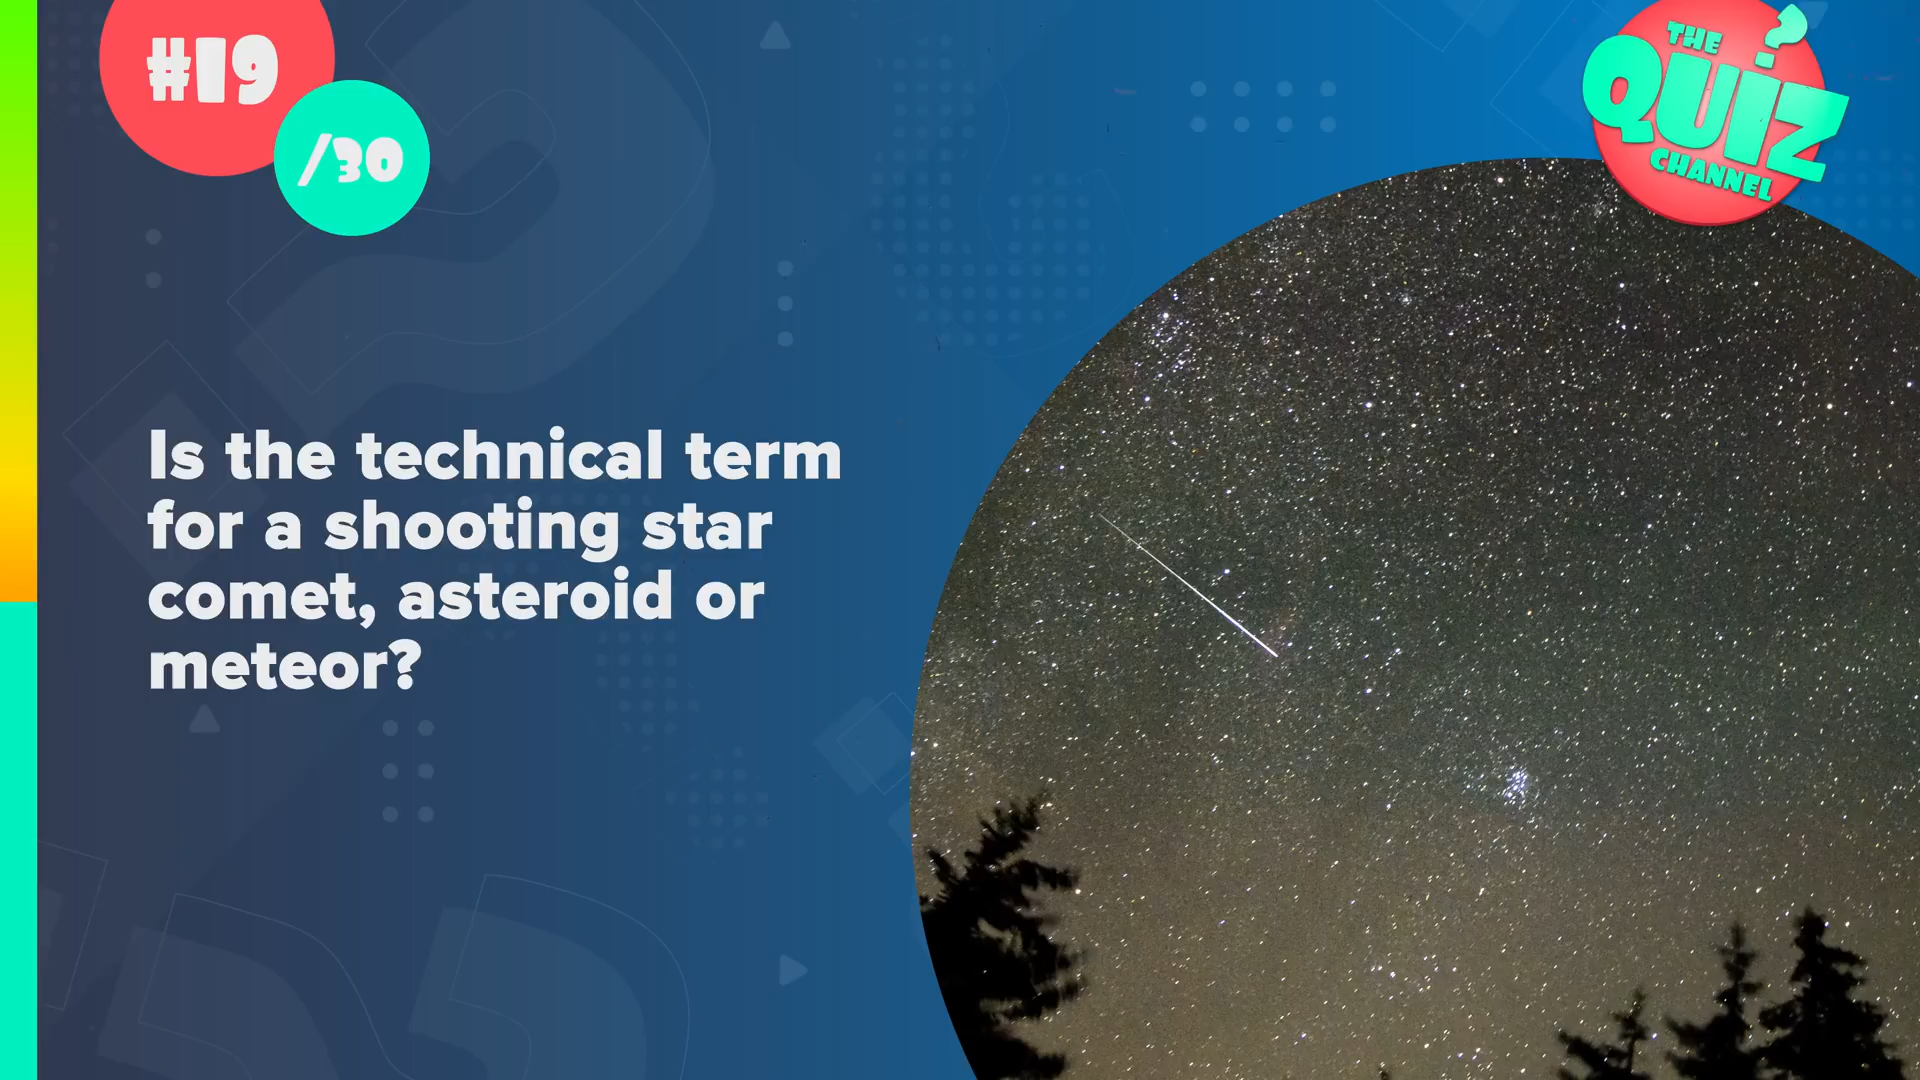 #19
/30
THE
QUIZ
CHANNEL
Is the technical term
for a shooting star
comet, asteroid or
meteor?